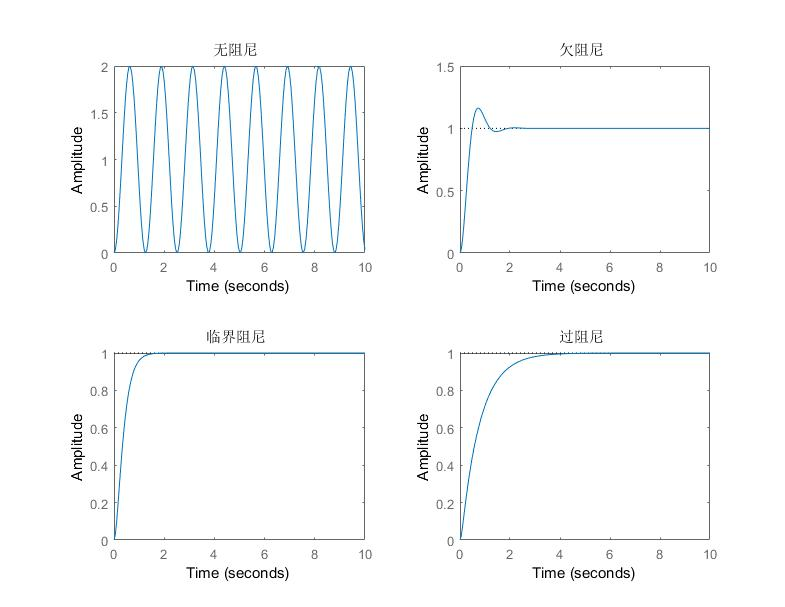 无阻尼
2
1.5
1
0.5
0
Amplitude
0 2 4 6 8 10
Time (seconds)
欠阻尼
1.5
1
0.5
0
Amplitude
0 2 4 6 8 10
Time (seconds)
临界阻尼
1
0.8
0.6
0.4
0.2
0
Amplitude
0 2 4 6 8 10
Time (seconds)
过阻尼
1
0.8
0.6
0.4
0.2
0
Amplitude
0 2 4 6 8 10
Time (seconds)